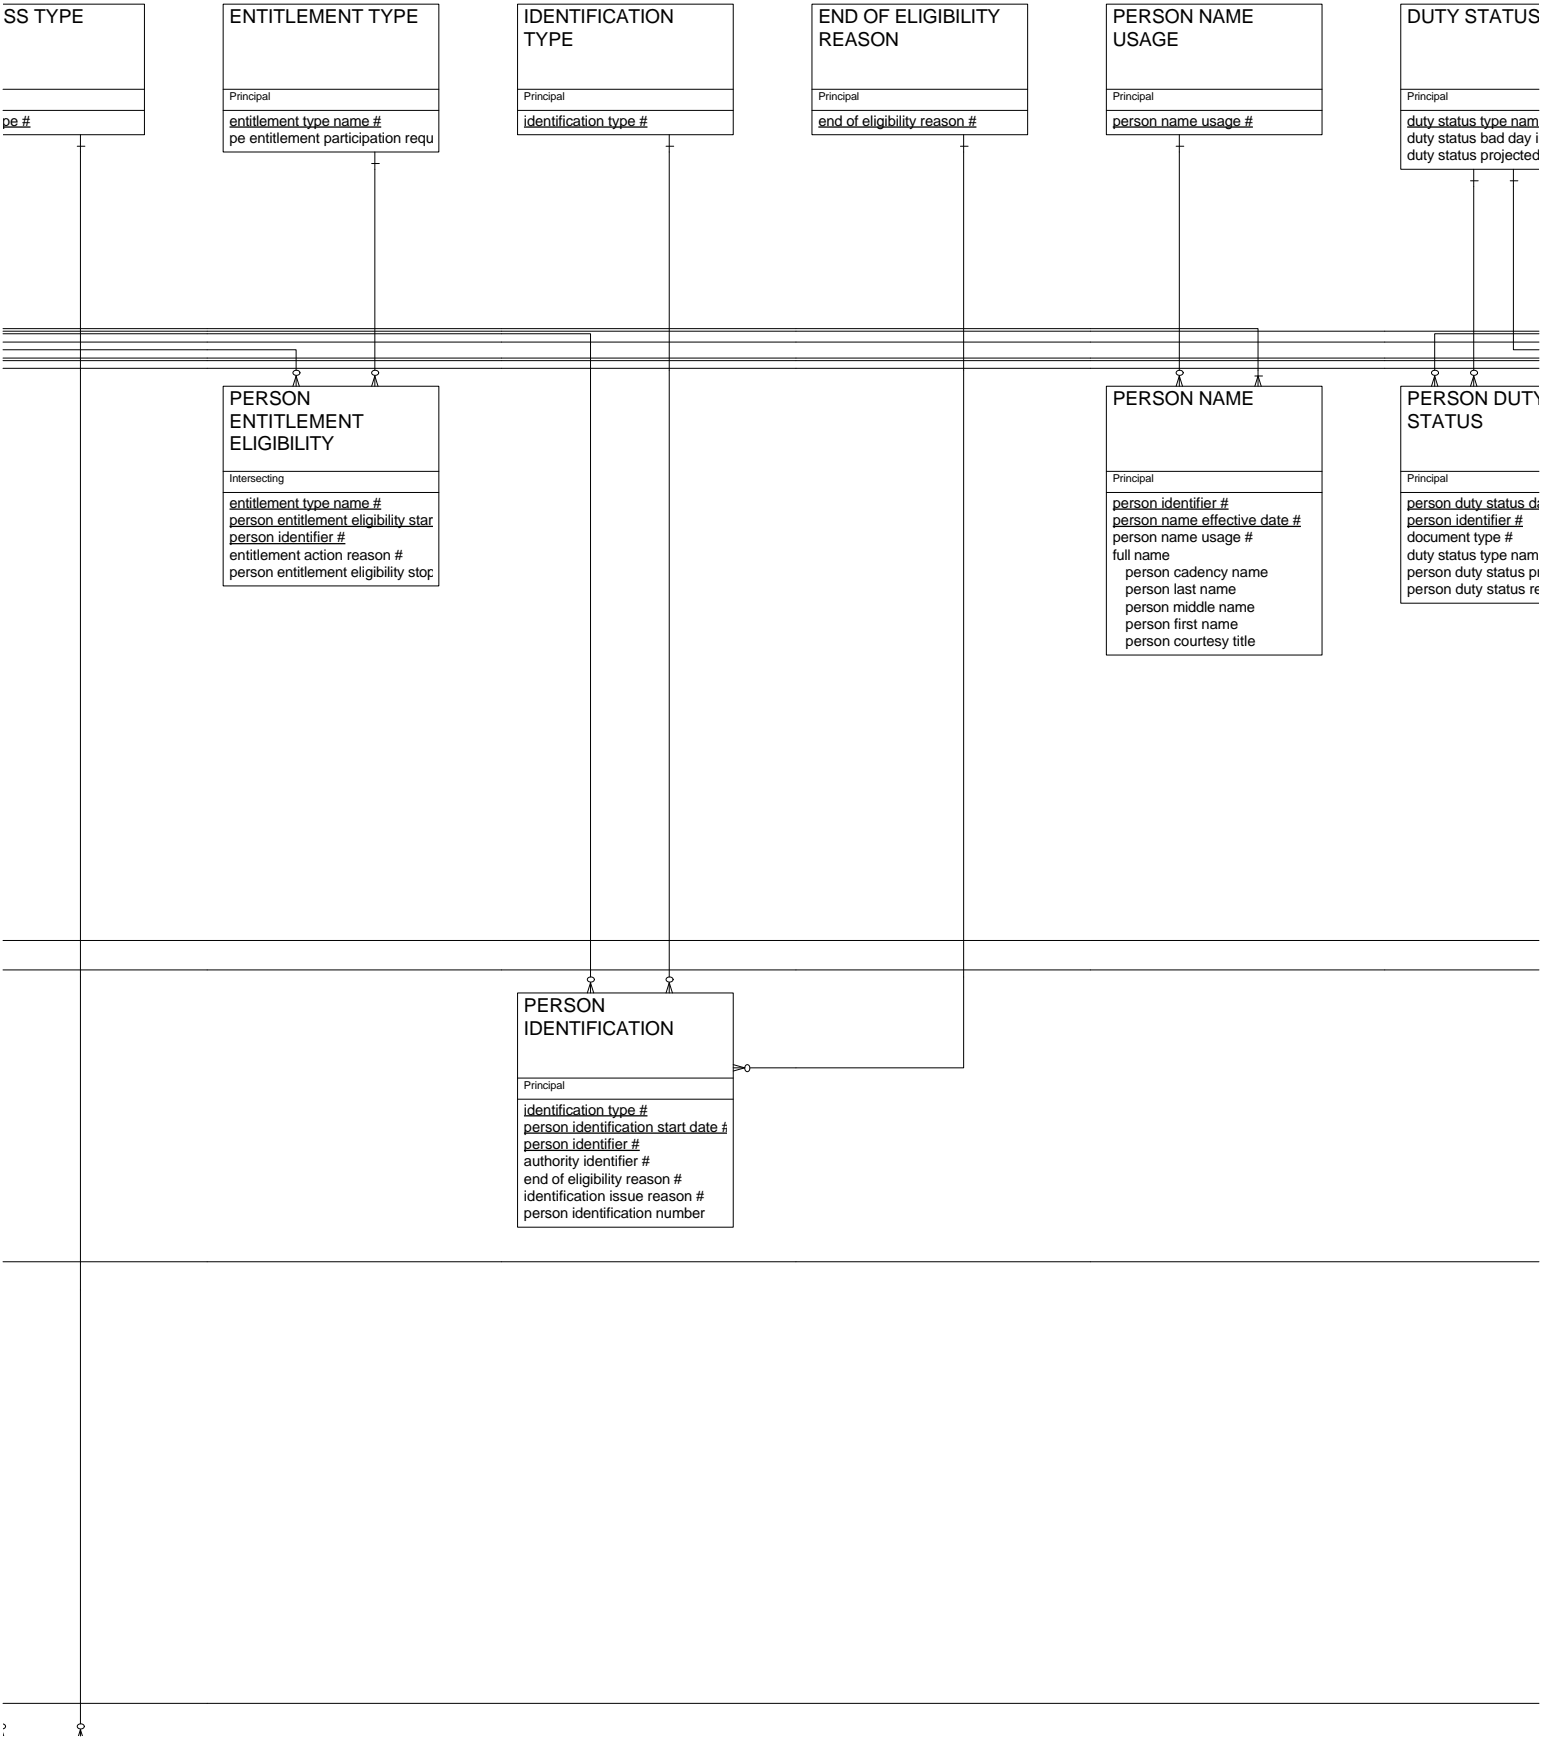 SS TYPE
pe #
ENTITLEMENT TYPE
Principal
entitlement type name #
pe entitlement participation requ
IDENTIFICATION
TYPE
Principal
identification type #
END OF ELIGIBILITY
REASON
Principal
end of eligibility reason #
PERSON NAME
USAGE
Principal
person name usage #
DUTY STATUS
Principal
duty status type nam
duty status bad day i
duty status projected
PERSON
ENTITLEMENT
ELIGIBILITY
Intersecting
entitlement type name #
person entitlement eligibility star
person identifier #
entitlement action reason #
person entitlement eligibility stop
PERSON NAME
Principal
person identifier #
person name effective date #
person name usage #
full name
person cadency name
person last name
person middle name
person first name
person courtesy title
PERSON DUTY
STATUS
Principal
person duty status da
person identifier #
document type #
duty status type nam
person duty status pr
person duty status re
PERSON
IDENTIFICATION
Principal
identification type #
person identification start date #
person identifier #
authority identifier #
end of eligibility reason #
identification issue reason #
person identification number